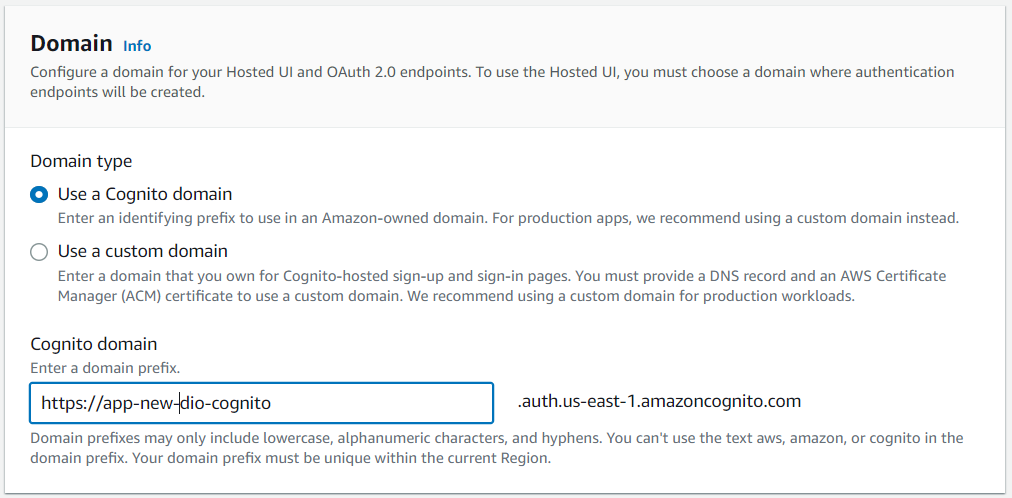 Domain Info
Configure a domain for your Hosted UI and OAuth 2.0 endpoints. To use the Hosted UI, you must choose a domain where authentication
endpoints will be created.
Domain type
Use a Cognito domain
Enter an identifying prefix to use in an Amazon-owned domain. For production apps, we recommend using a custom domain instead.
Use a custom domain
Enter a domain that you own for Cognito-hosted sign-up and sign-in pages. You must provide a DNS record and an AWS Certificate
Manager (ACM) certificate to use a custom domain. We recommend using a custom domain for production workloads.
Cognito domain
Enter a domain prefix.
https://app-new-dio-cognito .auth.us-east-1.amazoncognito.com
Domain prefixes may only include lowercase, alphanumeric characters, and hyphens. You can't use the text aws, amazon, or cognito in the
domain prefix. Your domain prefix must be unique within the current Region.